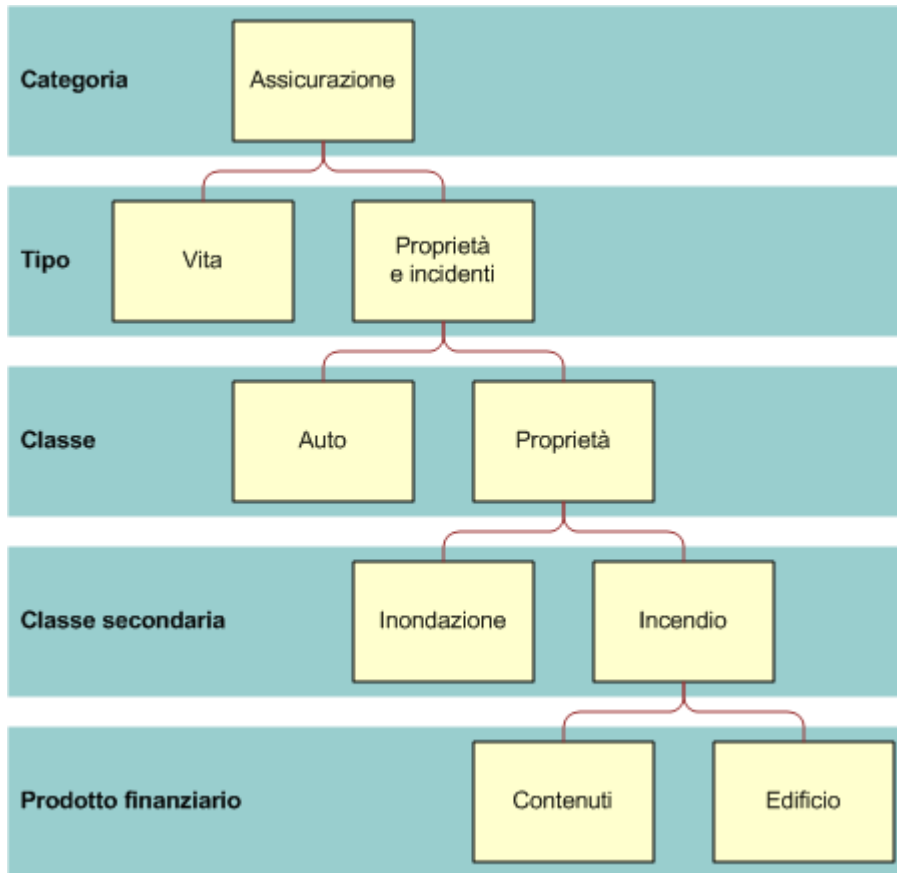 Categoria
Assicurazione
Tipo
Vita
Proprietà
e incidenti
Classe
Auto
Proprietà
Classe secondaria
Inondazione
Incendio
Prodotto finanziario
Contenuti
Edificio